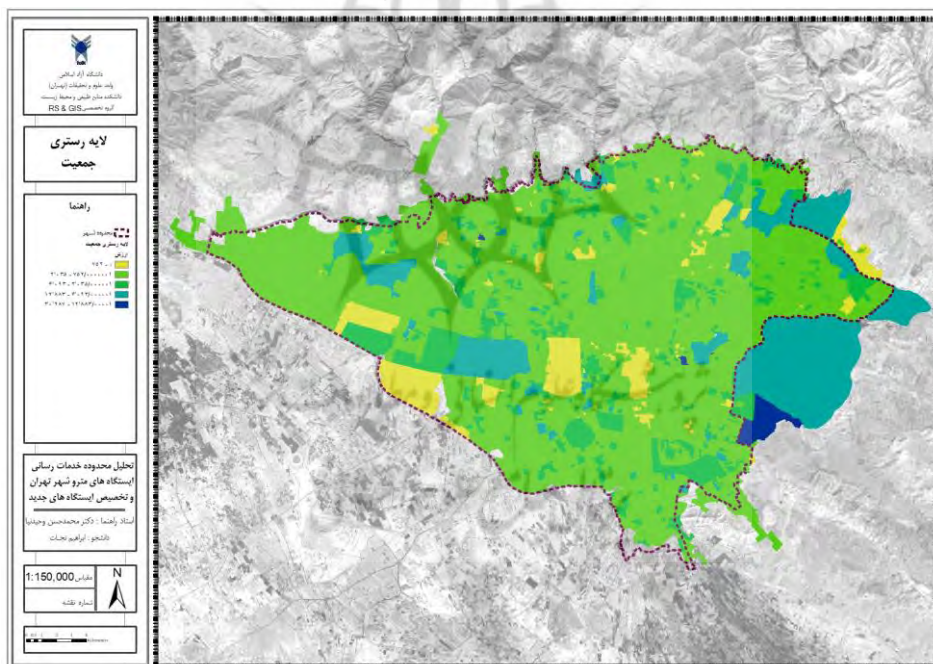 دانشگاه آزاد اسلامی
واحد علوم و تحقیقات (تهران)
دانشکده منابع طبیعی و محیط زیست
گروه تخصصی RS & GIS
لایه رستری
جمعیت
راهنما
محدوده شهر
لایه رستری جمعیت
ارزش
تحلیل محدوده خدمات رسانی
ایستگاه های مترو شهر تهران
و تخصیص ایستگاه های جدید
استاد راهنما : دکتر محمدحسن وحیدنیا
دانشجو : ابراهیم نجات
مقیاس 1:150,000
N
شماره نقشه